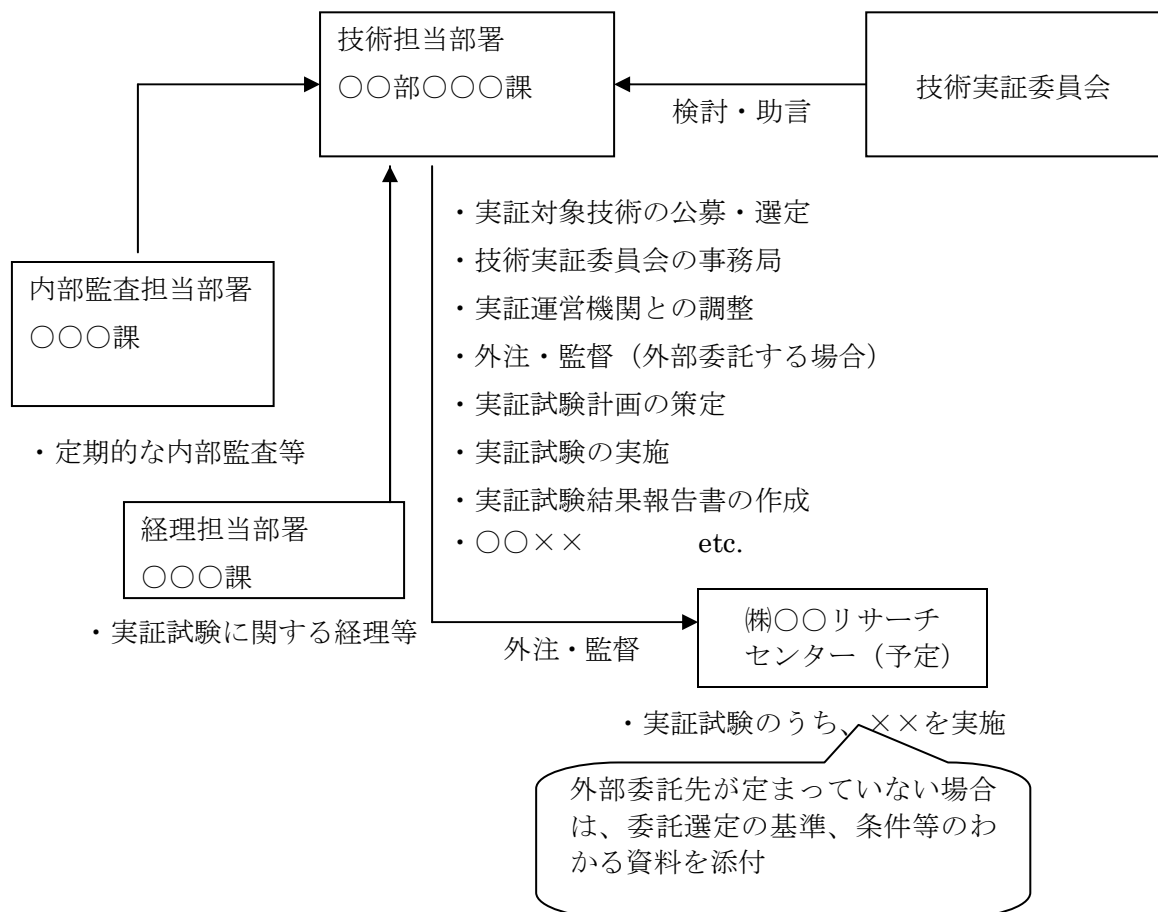 技術担当部署
○○部○○○課
技術実証委員会
検討・助言
・実証対象技術の公募・選定
・技術実証委員会の事務局
・実証運営機関との調整
・外注・監督（外部委託する場合）
・実証試験計画の策定
・実証試験の実施
・実証試験結果報告書の作成
・○○×× etc.
内部監査担当部署
○○○課
・定期的な内部監査等
経理担当部署
○○○課
・実証試験に関する経理等
外注・監督
㈱○○リサーチ
センター（予定）
・実証試験のうち、××を実施
外部委託先が定まっていない場合
は、委託選定の基準、条件等のわ
かる資料を添付